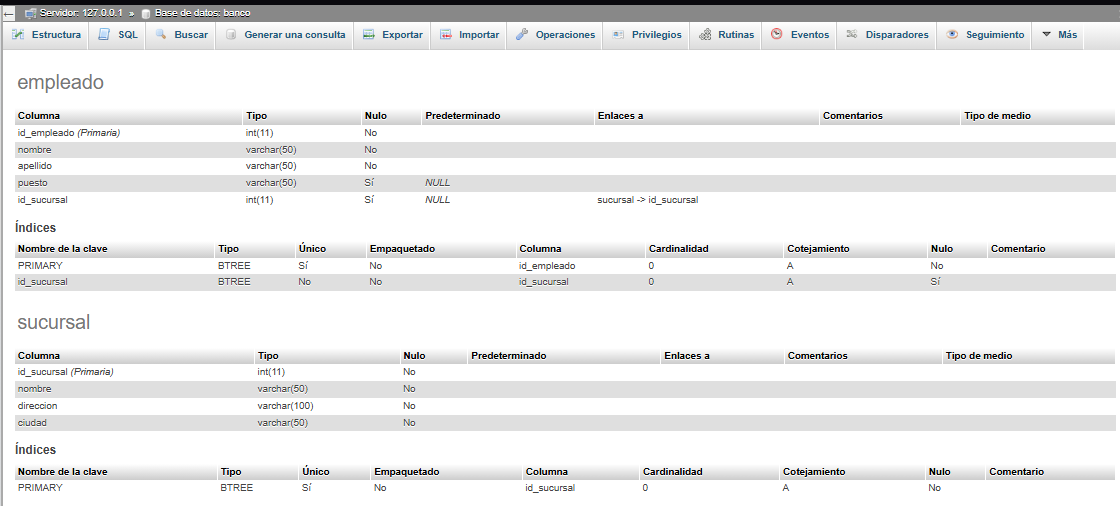 Servidor: 127.0.0.1 » Base de datos: banco
Estructura SQL Buscar Generar una consulta Exportar Importar Operaciones Privilegios Rutinas Eventos Disparadores Seguimiento Más
empleado
Columna Tipo Nulo Predeterminado Enlaces a Comentarios Tipo de medio
id_empleado (Primaria) int(11) No
nombre varchar(50) No
apellido varchar(50) No
puesto varchar(50) Sí NULL
id_sucursal int(11) Sí NULL sucursal -> id_sucursal
Índices
Nombre de la clave Tipo Único Empaquetado Columna Cardinalidad Cotejamiento Nulo Comentario
PRIMARY BTREE Sí No id_empleado 0 A No
id_sucursal BTREE No No id_sucursal 0 A Sí
sucursal
Columna Tipo Nulo Predeterminado Enlaces a Comentarios Tipo de medio
id_sucursal (Primaria) int(11) No
nombre varchar(50) No
direccion varchar(100) No
ciudad varchar(50) No
Índices
Nombre de la clave Tipo Único Empaquetado Columna Cardinalidad Cotejamiento Nulo Comentario
PRIMARY BTREE Sí No id_sucursal 0 A No